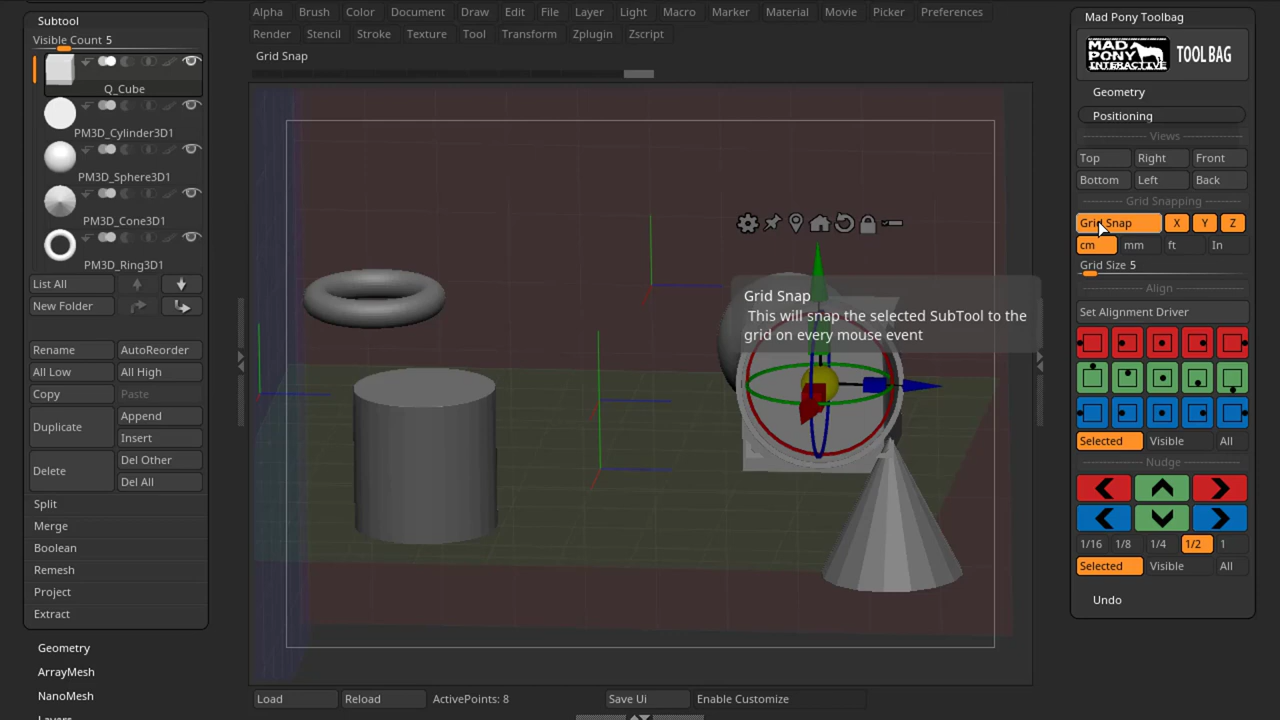 Subtool
Visible Count 5
Q_Cube
PM3D_Cylinder3D1
PM3D_Sphere3D1
PM3D_Cone3D1
PM3D_Ring3D1
List All
New Folder
Rename AutoReorder
All Low All High
Copy Paste
Duplicate Append
Insert
Delete Del Other
Del All
Split
Merge
Boolean
Remesh
Project
Extract
Geometry
ArrayMesh
NanoMesh
Layers
Alpha Brush Color Document Draw Edit File Layer Light Macro Marker Material Movie Picker Preferences
Render Stencil Stroke Texture Tool Transform Zplugin Zscript
Grid Snap
Grid Snap
This will snap the selected SubTool to the
grid on every mouse event
Load Reload ActivePoints: 8 Save Ui Enable Customize
Mad Pony Toolbag
MAD PONY INTERACTIVE TOOL BAG
Geometry
Positioning
Views
Top Right Front
Bottom Left Back
Grid Snapping
Grid Snap X Y Z
cm mm ft In
Grid Size 5
Align
Set Alignment Driver
Selected Visible All
Nudge
1/16 1/8 1/4 1/2 1
Selected Visible All
Undo